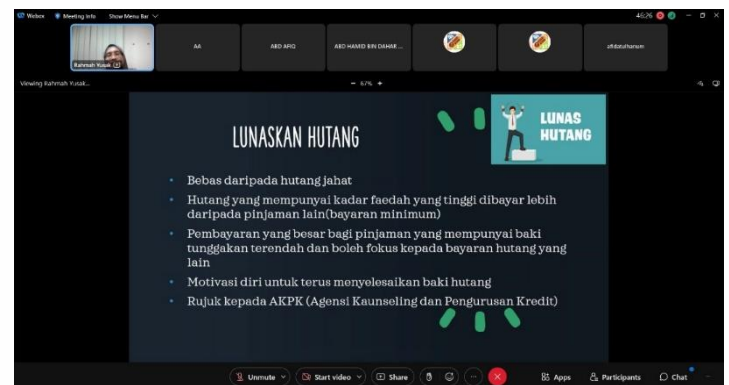 Webex
Meeting Info
Show Menu Bar
46:26
Rahmah Yusak
AA
ABD AFIQ
ABD HAMID BIN DAHAR ...
afidatulhanum
Viewing Rahmah Yusak...
67%
LUNASKAN HUTANG
LUNAS
HUTANG
Bebas daripada hutang jahat
Hutang yang mempunyai kadar faedah yang tinggi dibayar lebih
daripada pinjaman lain(bayaran minimum)
Pembayaran yang besar bagi pinjaman yang mempunyai baki
tunggakan terendah dan boleh fokus kepada bayaran hutang yang
lain
Motivasi diri untuk terus menyelesaikan baki hutang
Rujuk kepada AKPK (Agensi Kaunseling dan Pengurusan Kredit)
Unmute
Start video
Share
Apps
Participants
Chat